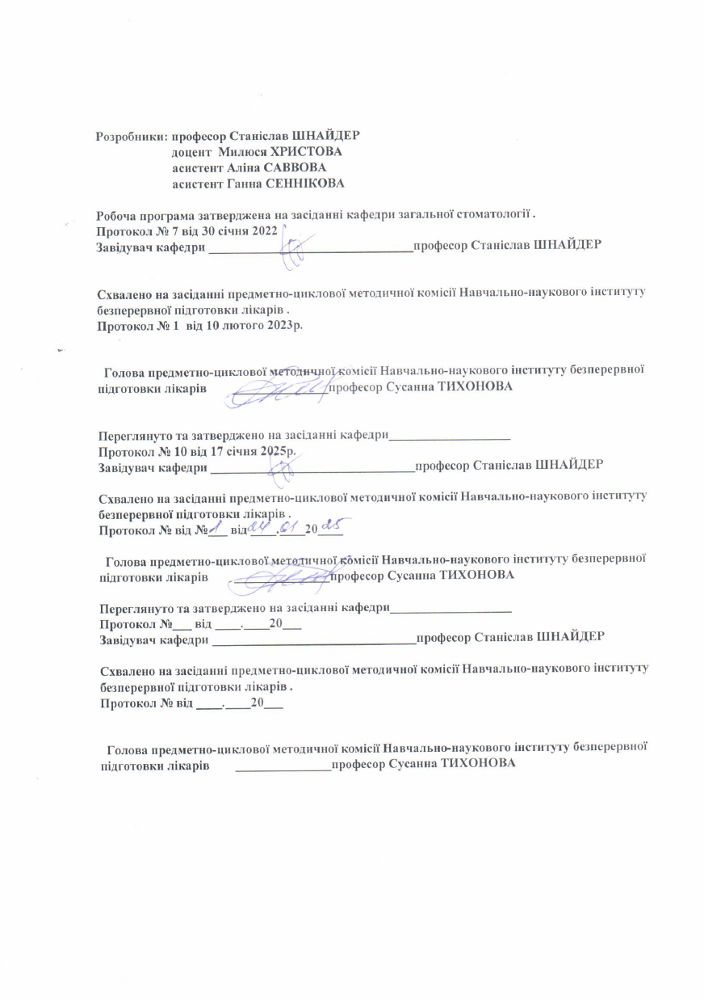 Розробники: професор Станіслав ШНАЙДЕР
доцент Милюся ХРИСТОВА
асистент Аліна САВВОВА
асистент Ганна СЕННІКОВА
Робоча програма затверджена на засіданні кафедри загальної стоматології .
Протокол № 7 від 30 січня 2022
Завідувач кафедри ________________________________професор Станіслав ШНАЙДЕР
Схвалено на засіданні предметно-циклової методичної комісії Навчально-наукового інституту
безперервної підготовки лікарів .
Протокол № 1 від 10 лютого 2023р.
Голова предметно-циклової методичної комісії Навчально-наукового інституту безперервної
підготовки лікарів _______________професор Сусанна ТИХОНОВА
Переглянуто та затверджено на засіданні кафедри___________________
Протокол № 10 від 17 січня 2025р.
Завідувач кафедри ________________________________професор Станіслав ШНАЙДЕР
Схвалено на засіданні предметно-циклової методичної комісії Навчально-наукового інституту
безперервної підготовки лікарів .
Протокол № від № 1 від 24.01 2025
Голова предметно-циклової методичної комісії Навчально-наукового інституту безперервної
підготовки лікарів _______________професор Сусанна ТИХОНОВА
Переглянуто та затверджено на засіданні кафедри___________________
Протокол №___ від ____.____20___
Завідувач кафедри ________________________________професор Станіслав ШНАЙДЕР
Схвалено на засіданні предметно-циклової методичної комісії Навчально-наукового інституту
безперервної підготовки лікарів .
Протокол № від ____.____20___
Голова предметно-циклової методичної комісії Навчально-наукового інституту безперервної
підготовки лікарів _______________професор Сусанна ТИХОНОВА